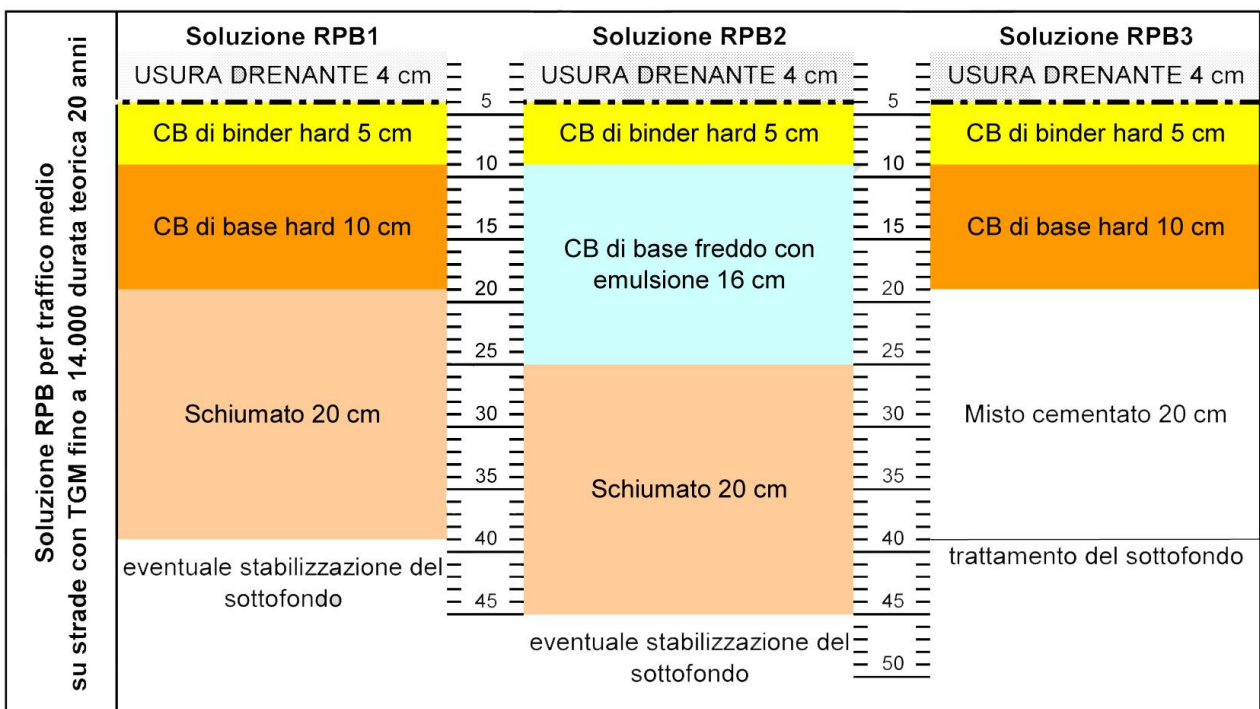 Soluzione RPB per traffico medio
su strade con TGM fino a 14.000 durata teorica 20 anni
Soluzione RPB1
USURA DRENANTE 4 cm
CB di binder hard 5 cm
CB di base hard 10 cm
Schiumato 20 cm
eventuale stabilizzazione del
sottofondo
5
10
15
20
25
30
35
40
45
Soluzione RPB2
USURA DRENANTE 4 cm
CB di binder hard 5 cm
CB di base freddo con
emulsione 16 cm
Schiumato 20 cm
eventuale stabilizzazione del
sottofondo
5
10
15
20
25
30
35
40
45
50
Soluzione RPB3
USURA DRENANTE 4 cm
CB di binder hard 5 cm
CB di base hard 10 cm
Misto cementato 20 cm
trattamento del sottofondo